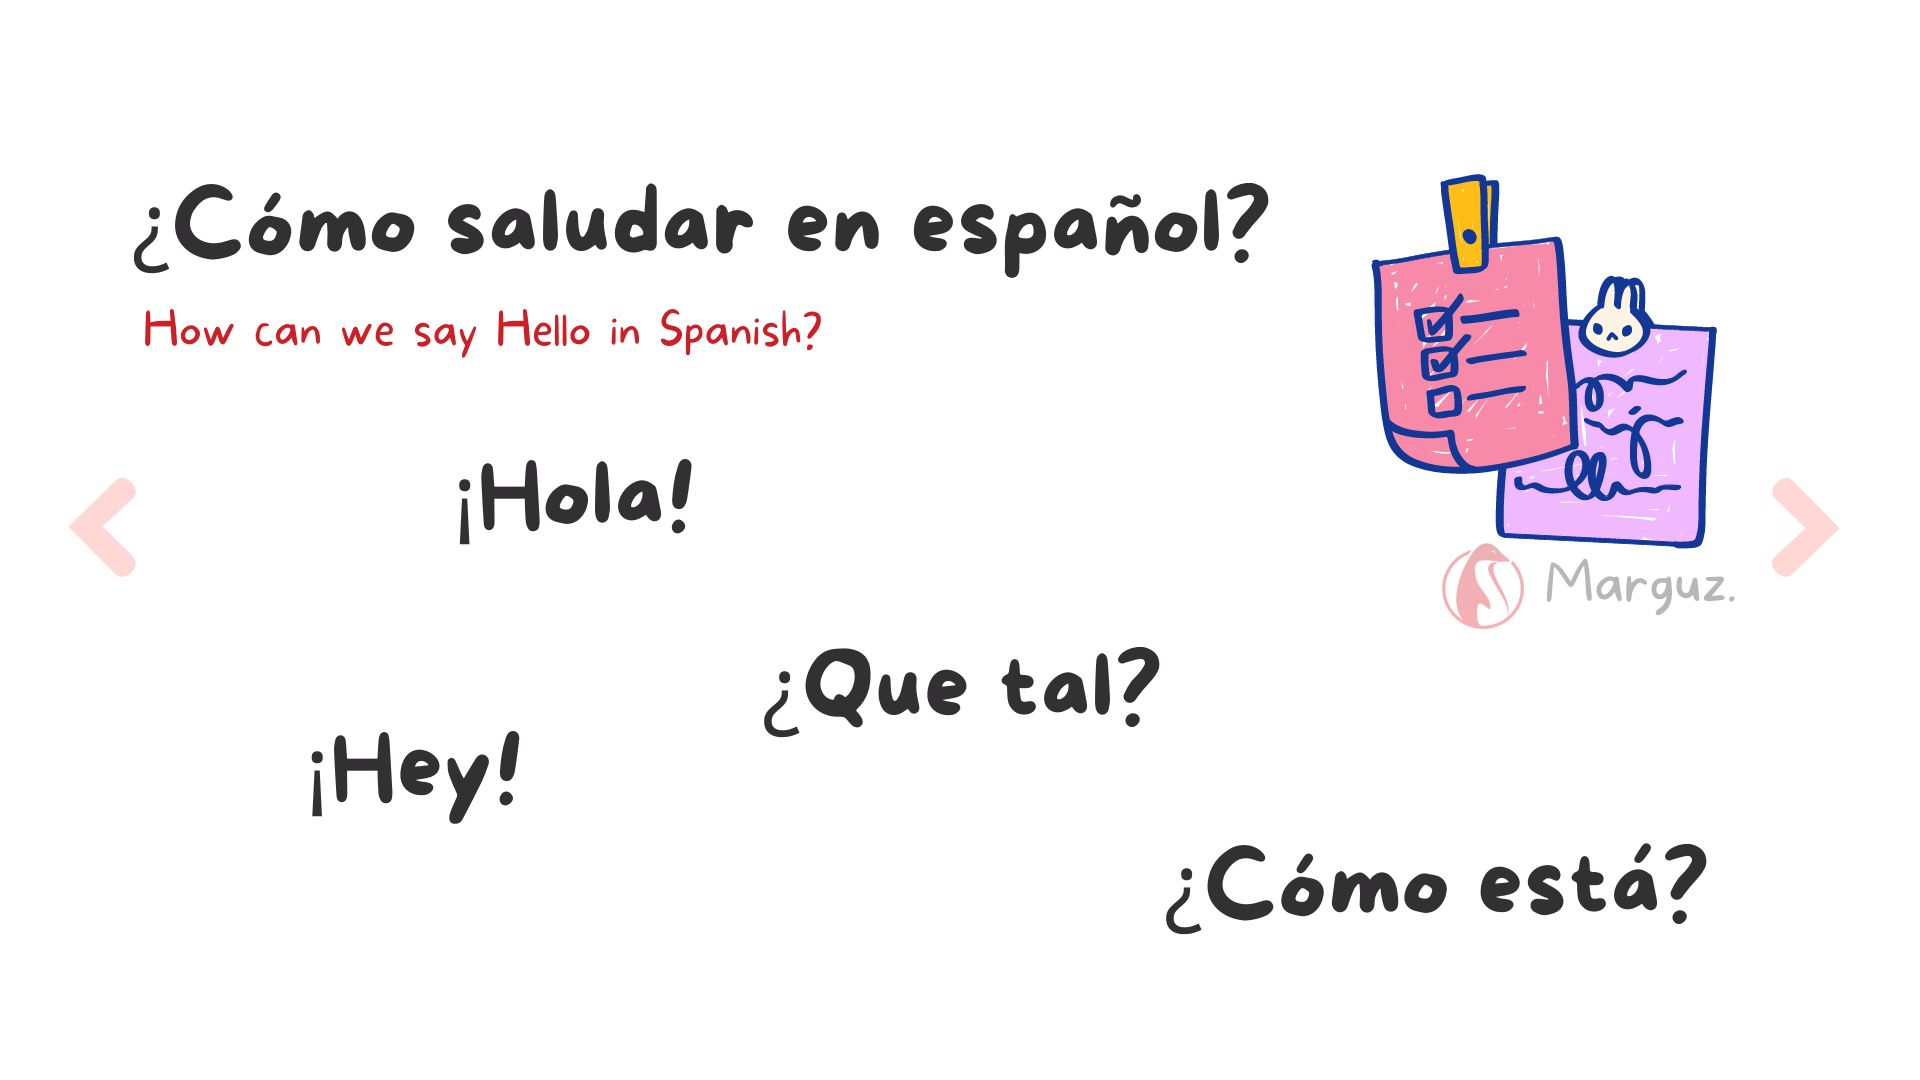 ¿Cómo saludar en español?
How can we say Hello in Spanish?
¡Hola!
Marguz.
¿Que tal?
¡Hey!
¿Cómo está?